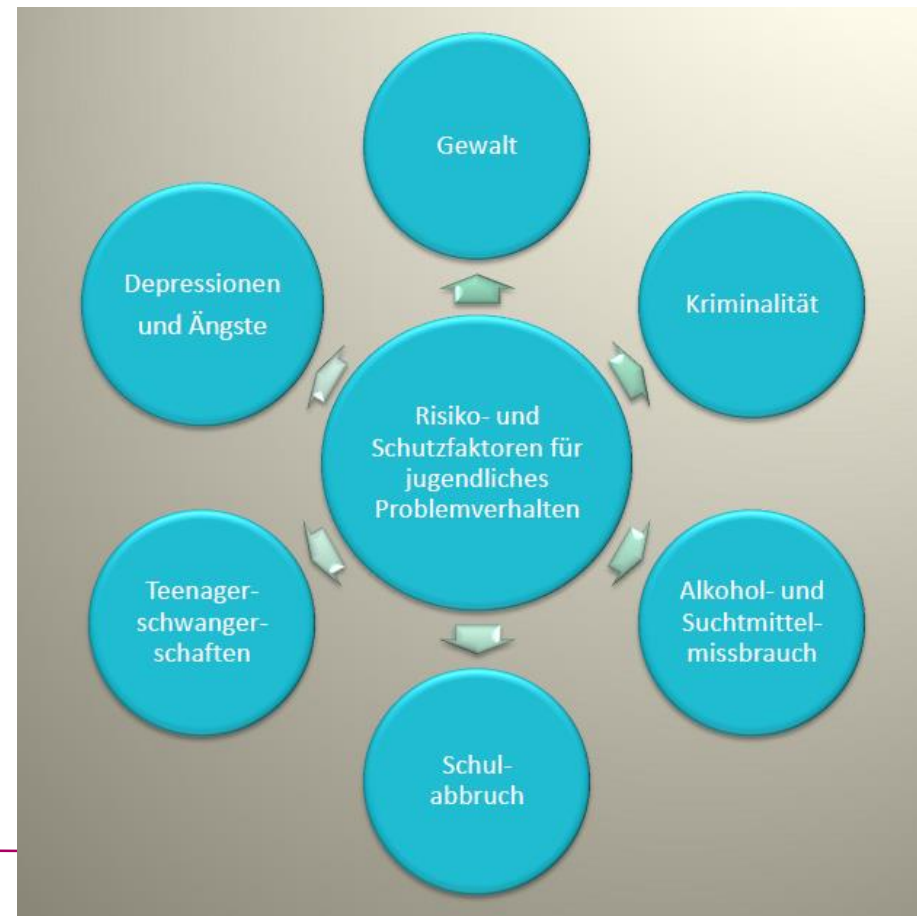 Gewalt
Kriminalität
Alkohol- und
Suchtmittel-
missbrauch
Schul-
abbruch
Teenager-
schwanger-
schaften
Depressionen
und Ängste
Risiko- und
Schutzfaktoren für
jugendliches
Problemverhalten